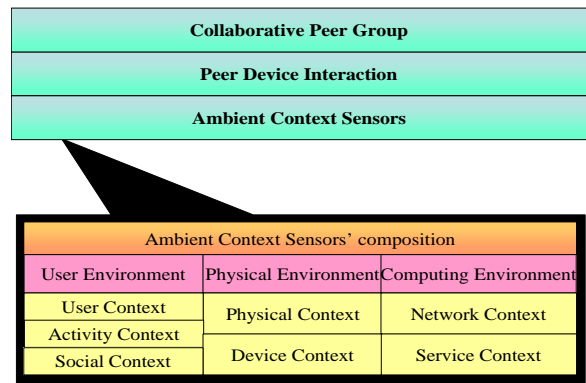 Collaborative Peer Group
Peer Device Interaction
Ambient Context Sensors
Ambient Context Sensors' composition
User Environment Physical Environment Computing Environment
User Context
Activity Context
Social Context
Physical Context
Device Context
Network Context
Service Context